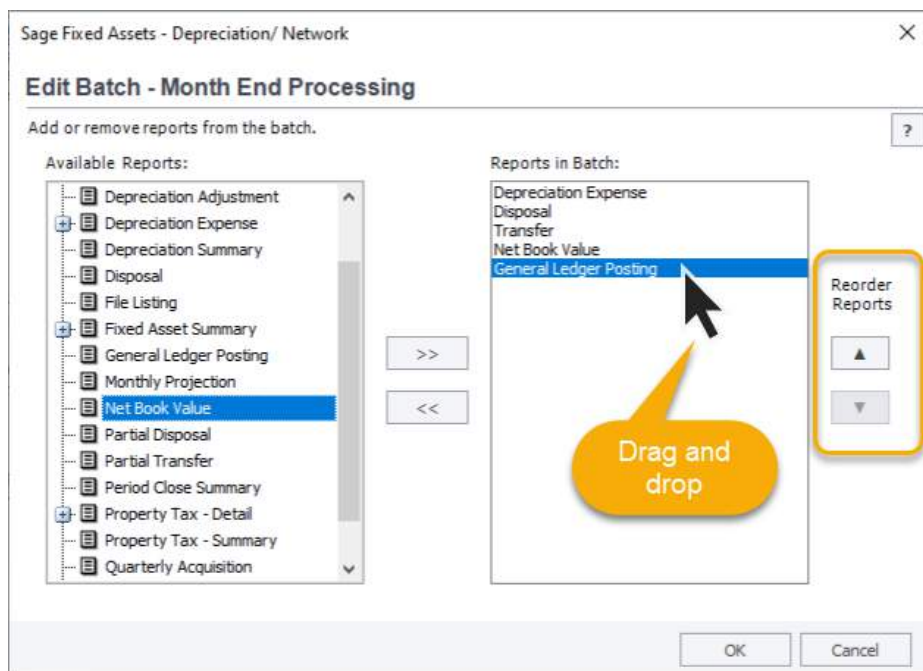 Sage Fixed Assets - Depreciation/ Network
Edit Batch - Month End Processing
Add or remove reports from the batch.
?
Available Reports:
Depreciation Adjustment
Depreciation Expense
Depreciation Summary
Disposal
File Listing
Fixed Asset Summary
General Ledger Posting
Monthly Projection
Net Book Value
Partial Disposal
Partial Transfer
Period Close Summary
Property Tax - Detail
Property Tax - Summary
Quarterly Acquisition
>>
<<
Reports in Batch:
Depreciation Expense
Disposal
Transfer
Net Book Value
General Ledger Posting
Drag and
drop
Reorder
Reports
OK
Cancel